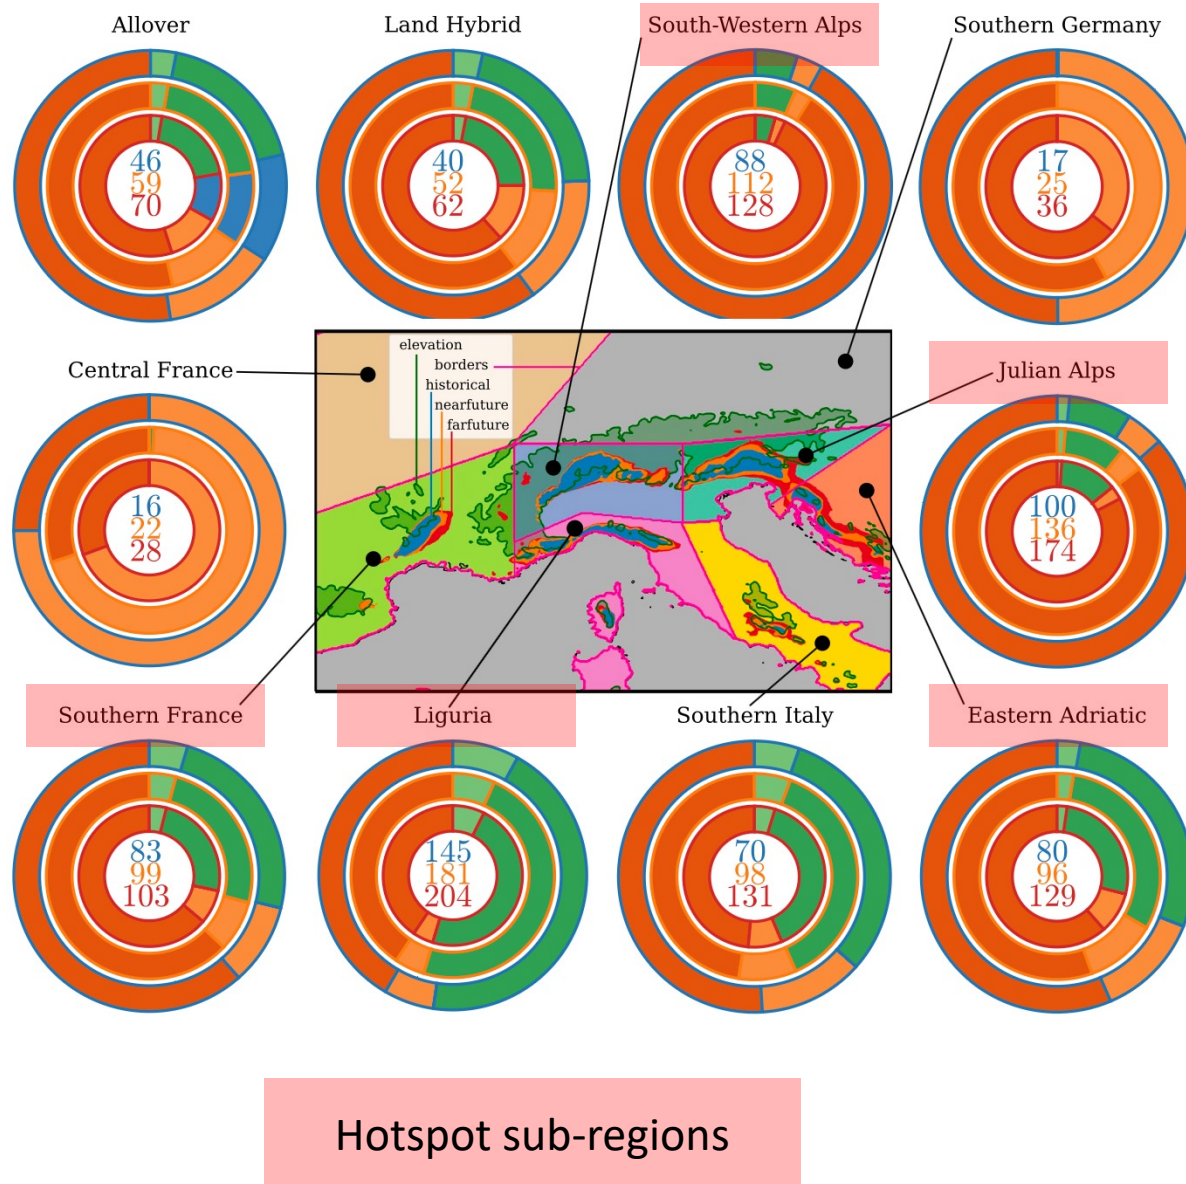 Allover
Land Hybrid
South-Western Alps
Southern Germany
46
59
70
40
52
62
88
112
128
17
25
36
Central France
elevation
borders
historical
nearfuture
farfuture
Julian Alps
16
22
28
100
136
174
Southern France
Liguria
Southern Italy
Eastern Adriatic
83
99
103
145
181
204
70
98
131
80
96
129
Hotspot sub-regions